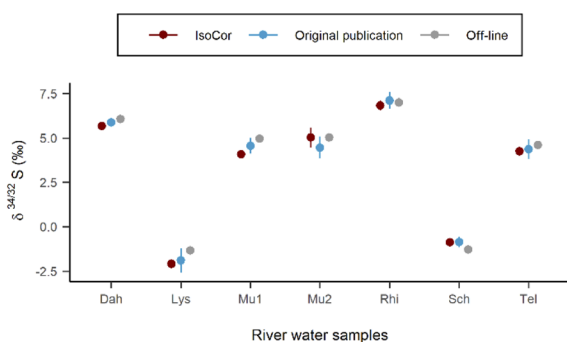 IsoCor Original publication Off-line
δ 34/32 S (‰)
7.5
5.0
2.5
0.0
-2.5
Dah Lys Mu1 Mu2 Rhi Sch Tel
River water samples